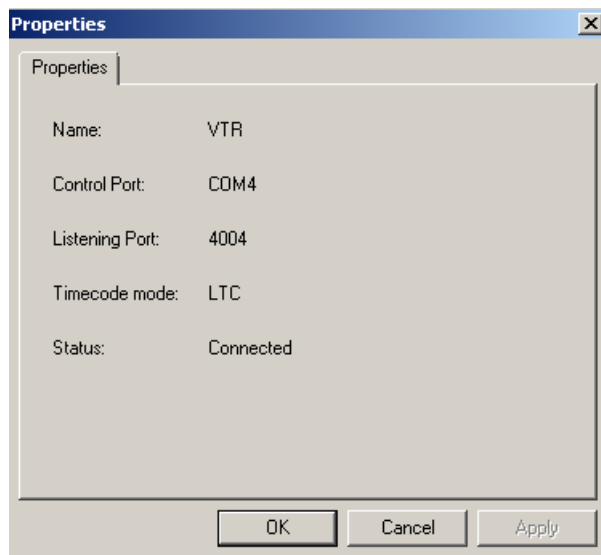 Properties
Properties
Name: VTR
Control Port: COM4
Listening Port: 4004
Timecode mode: LTC
Status: Connected
OK Cancel Apply